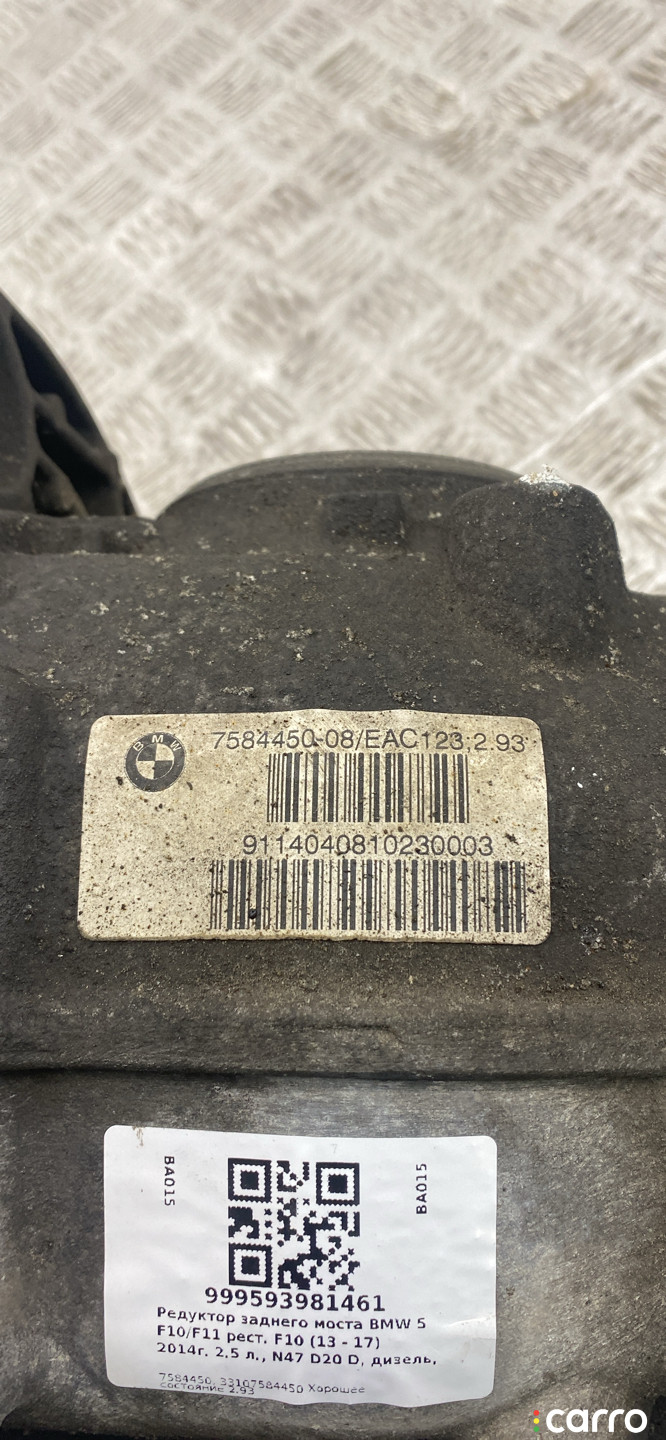 BMW
7584450-08/EAC123;2.93
9114040810230003
BA015
BA015
999593981461
Редуктор заднего моста BMW 5
F10/F11 рест. F10 (13 - 17)
2014г. 2.5 л., N47 D20 D, дизель,
7584450, 33107584450 Хорошее
состояние 2.93
carro